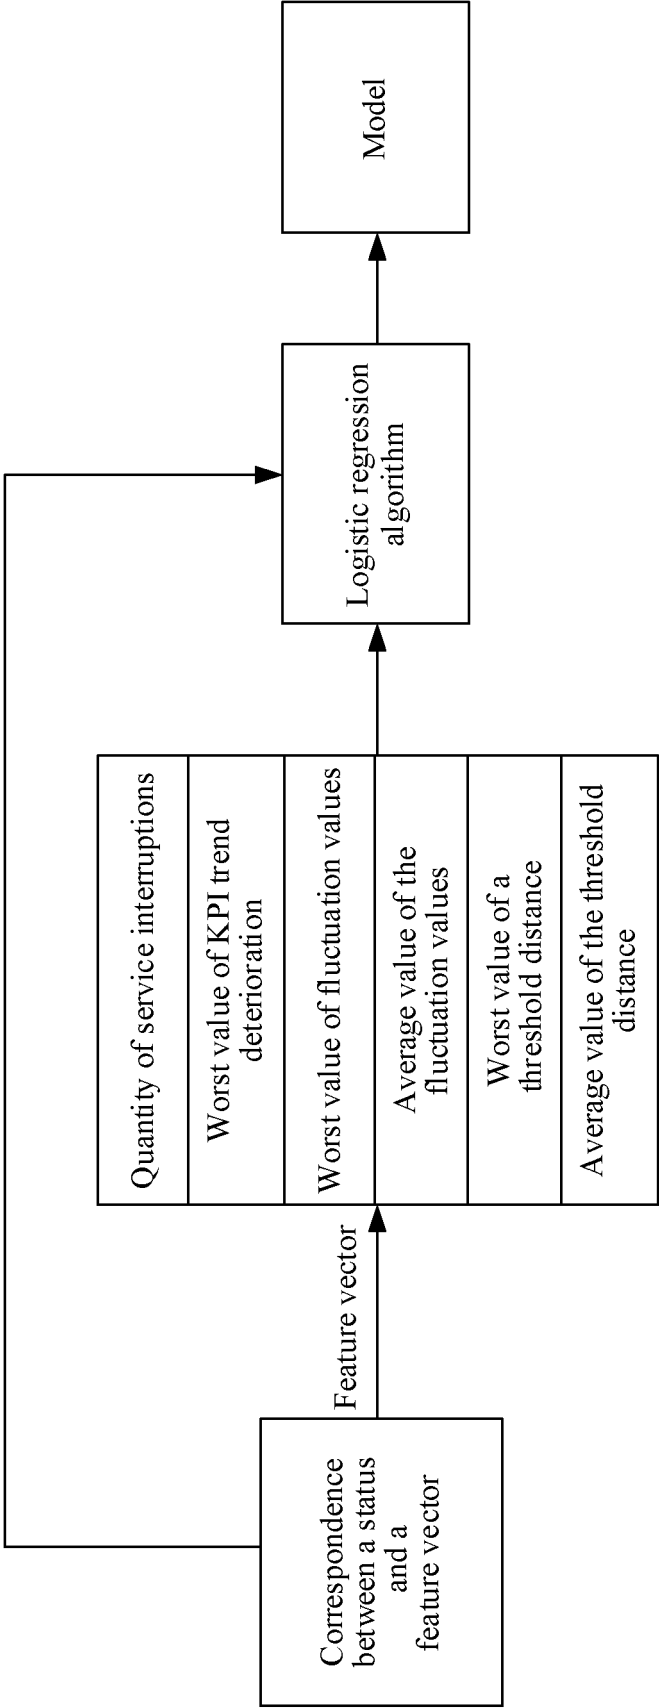 Correspondence
between a status
and a
feature vector
Feature vector
Quantity of service interruptions
Worst value of KPI trend
deterioration
Worst value of fluctuation values
Average value of the
fluctuation values
Worst value of a
threshold distance
Average value of the threshold
distance
Logistic regression
algorithm
Model